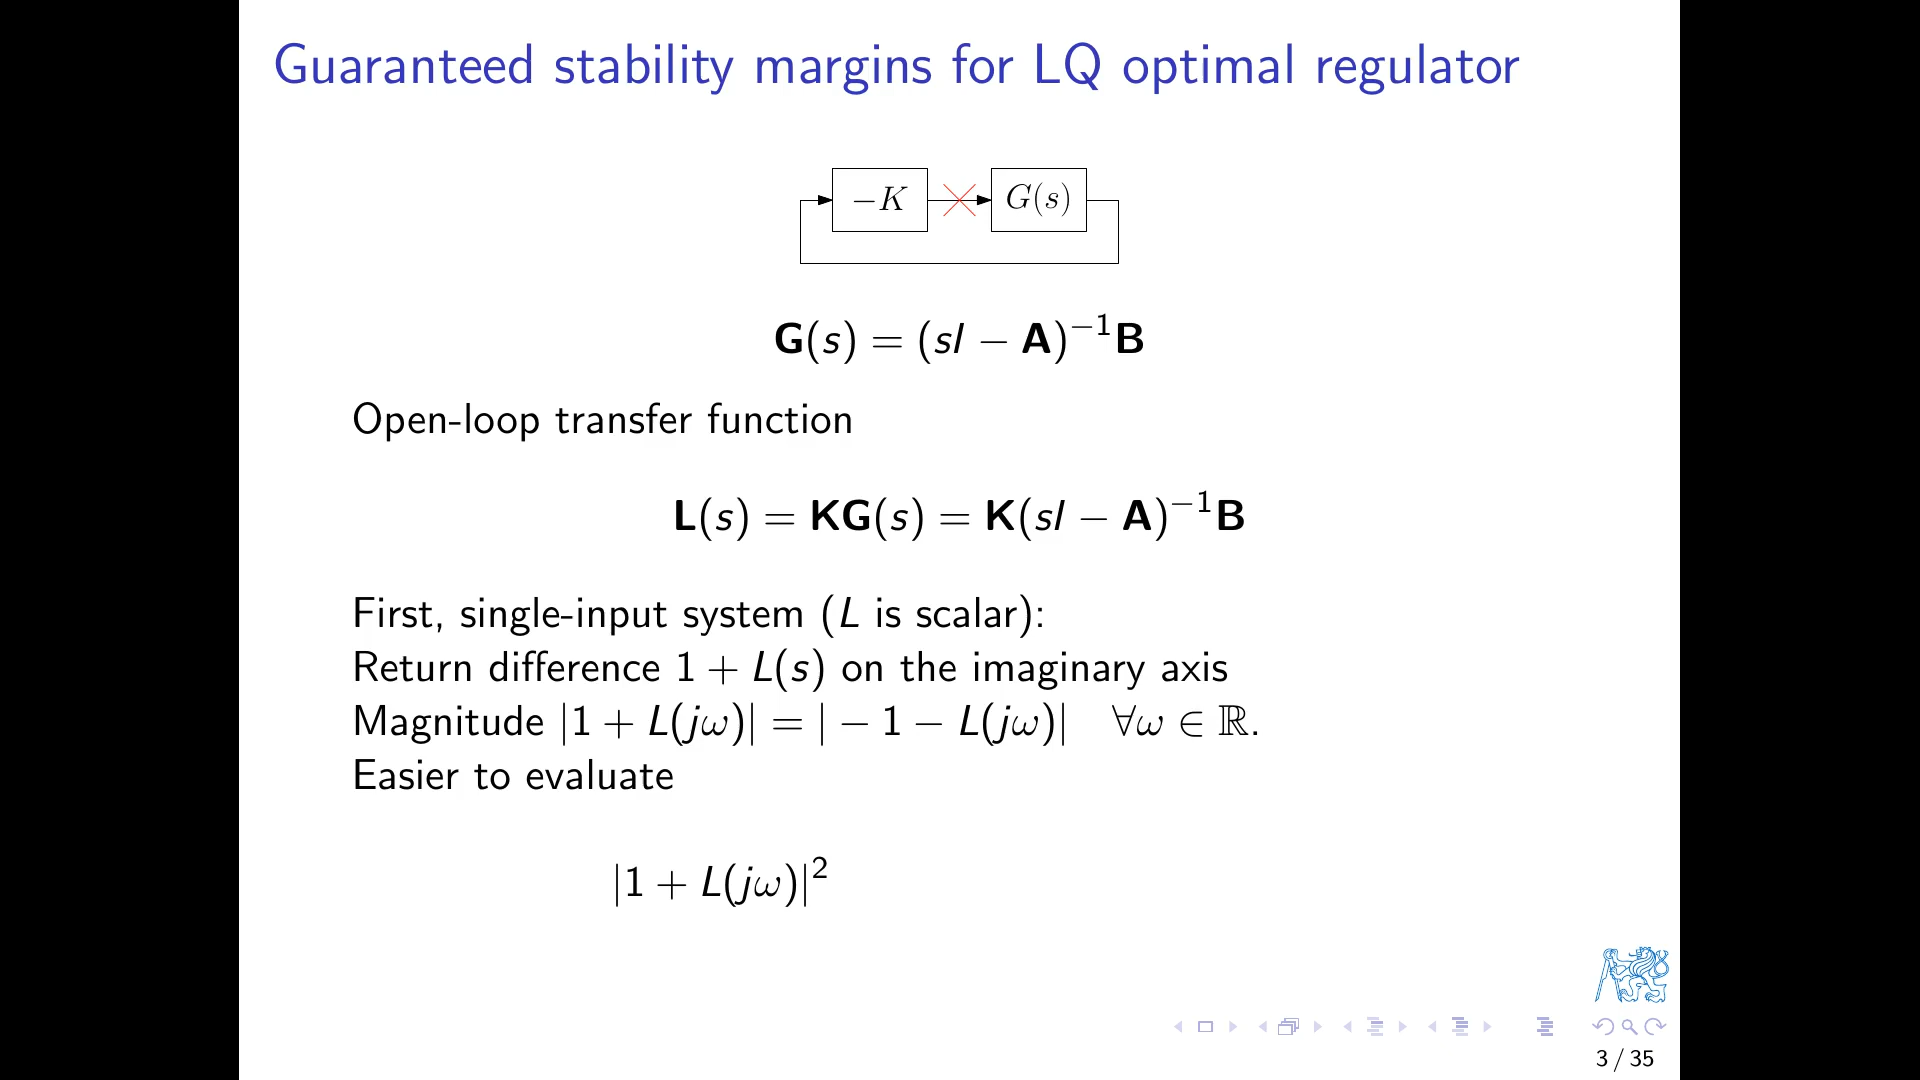 Guaranteed stability margins for LQ optimal regulator
−K G(s)
G(s) = (sI − A)⁻¹B
Open-loop transfer function
L(s) = KG(s) = K(sI − A)⁻¹B
First, single-input system (L is scalar):
Return difference 1 + L(s) on the imaginary axis
Magnitude |1 + L(jω)| = | − 1 − L(jω)| ∀ω ∈ ℝ.
Easier to evaluate
|1 + L(jω)|²
3 / 35